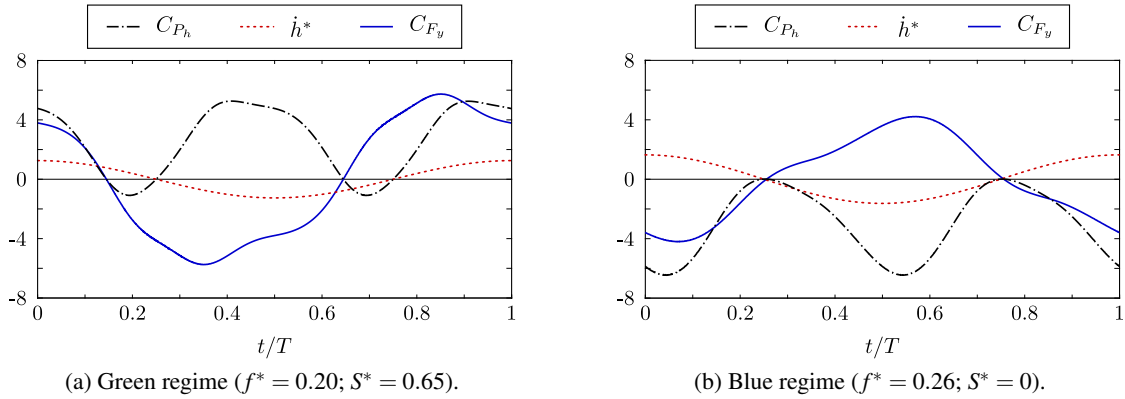 C_{P_h} ḣ* C_{F_y}
8
4
0
-4
-8
0 0.2 0.4 0.6 0.8 1
t/T
(a) Green regime (f* = 0.20; S* = 0.65).
C_{P_h} ḣ* C_{F_y}
8
4
0
-4
-8
0 0.2 0.4 0.6 0.8 1
t/T
(b) Blue regime (f* = 0.26; S* = 0).